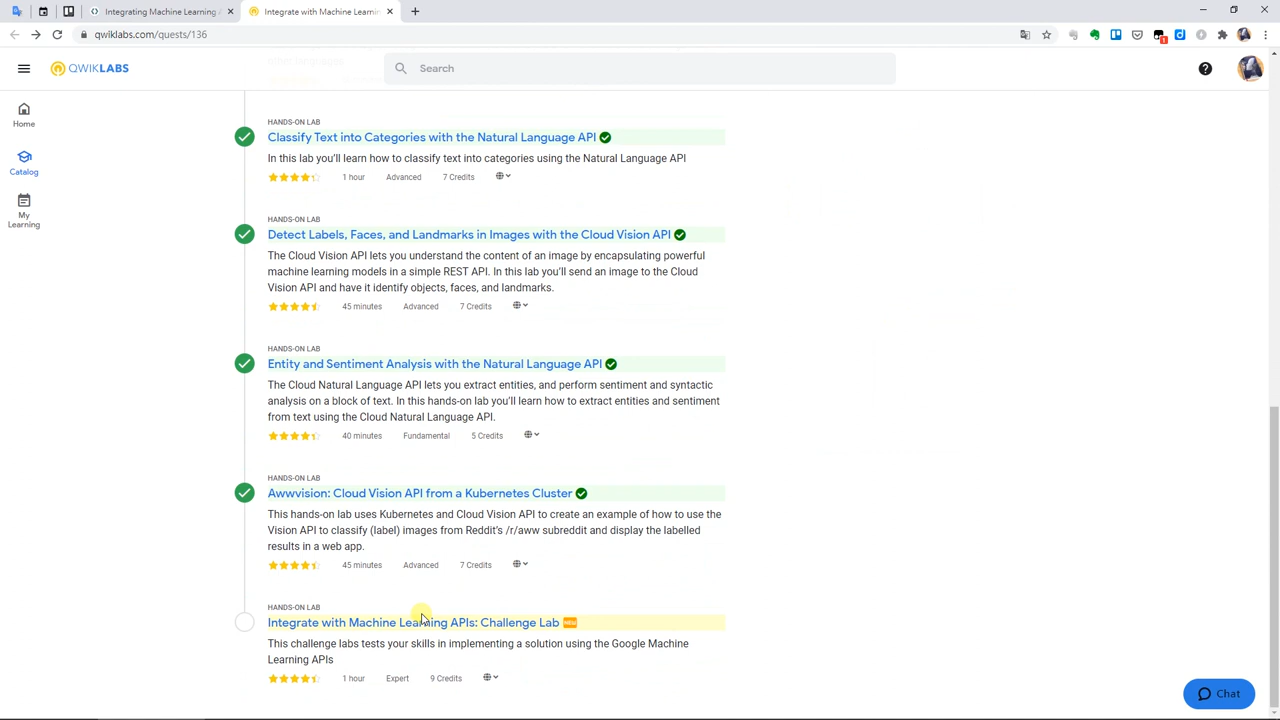 Integrating Machine Learning A
Integrate with Machine Learnin
qwiklabs.com/quests/136
1
QWIKLABS
Search
Home
Catalog
My
Learning
HANDS-ON LAB
Classify Text into Categories with the Natural Language API
In this lab you'll learn how to classify text into categories using the Natural Language API
1 hour Advanced 7 Credits
HANDS-ON LAB
Detect Labels, Faces, and Landmarks in Images with the Cloud Vision API
The Cloud Vision API lets you understand the content of an image by encapsulating powerful
machine learning models in a simple REST API. In this lab you'll send an image to the Cloud
Vision API and have it identify objects, faces, and landmarks.
45 minutes Advanced 7 Credits
HANDS-ON LAB
Entity and Sentiment Analysis with the Natural Language API
The Cloud Natural Language API lets you extract entities, and perform sentiment and syntactic
analysis on a block of text. In this hands-on lab you'll learn how to extract entities and sentiment
from text using the Cloud Natural Language API.
40 minutes Fundamental 5 Credits
HANDS-ON LAB
Awwvision: Cloud Vision API from a Kubernetes Cluster
This hands-on lab uses Kubernetes and Cloud Vision API to create an example of how to use the
Vision API to classify (label) images from Reddit's /r/aww subreddit and display the labelled
results in a web app.
45 minutes Advanced 7 Credits
HANDS-ON LAB
Integrate with Machine Learning APIs: Challenge Lab NEW
This challenge labs tests your skills in implementing a solution using the Google Machine
Learning APIs
1 hour Expert 9 Credits
Chat